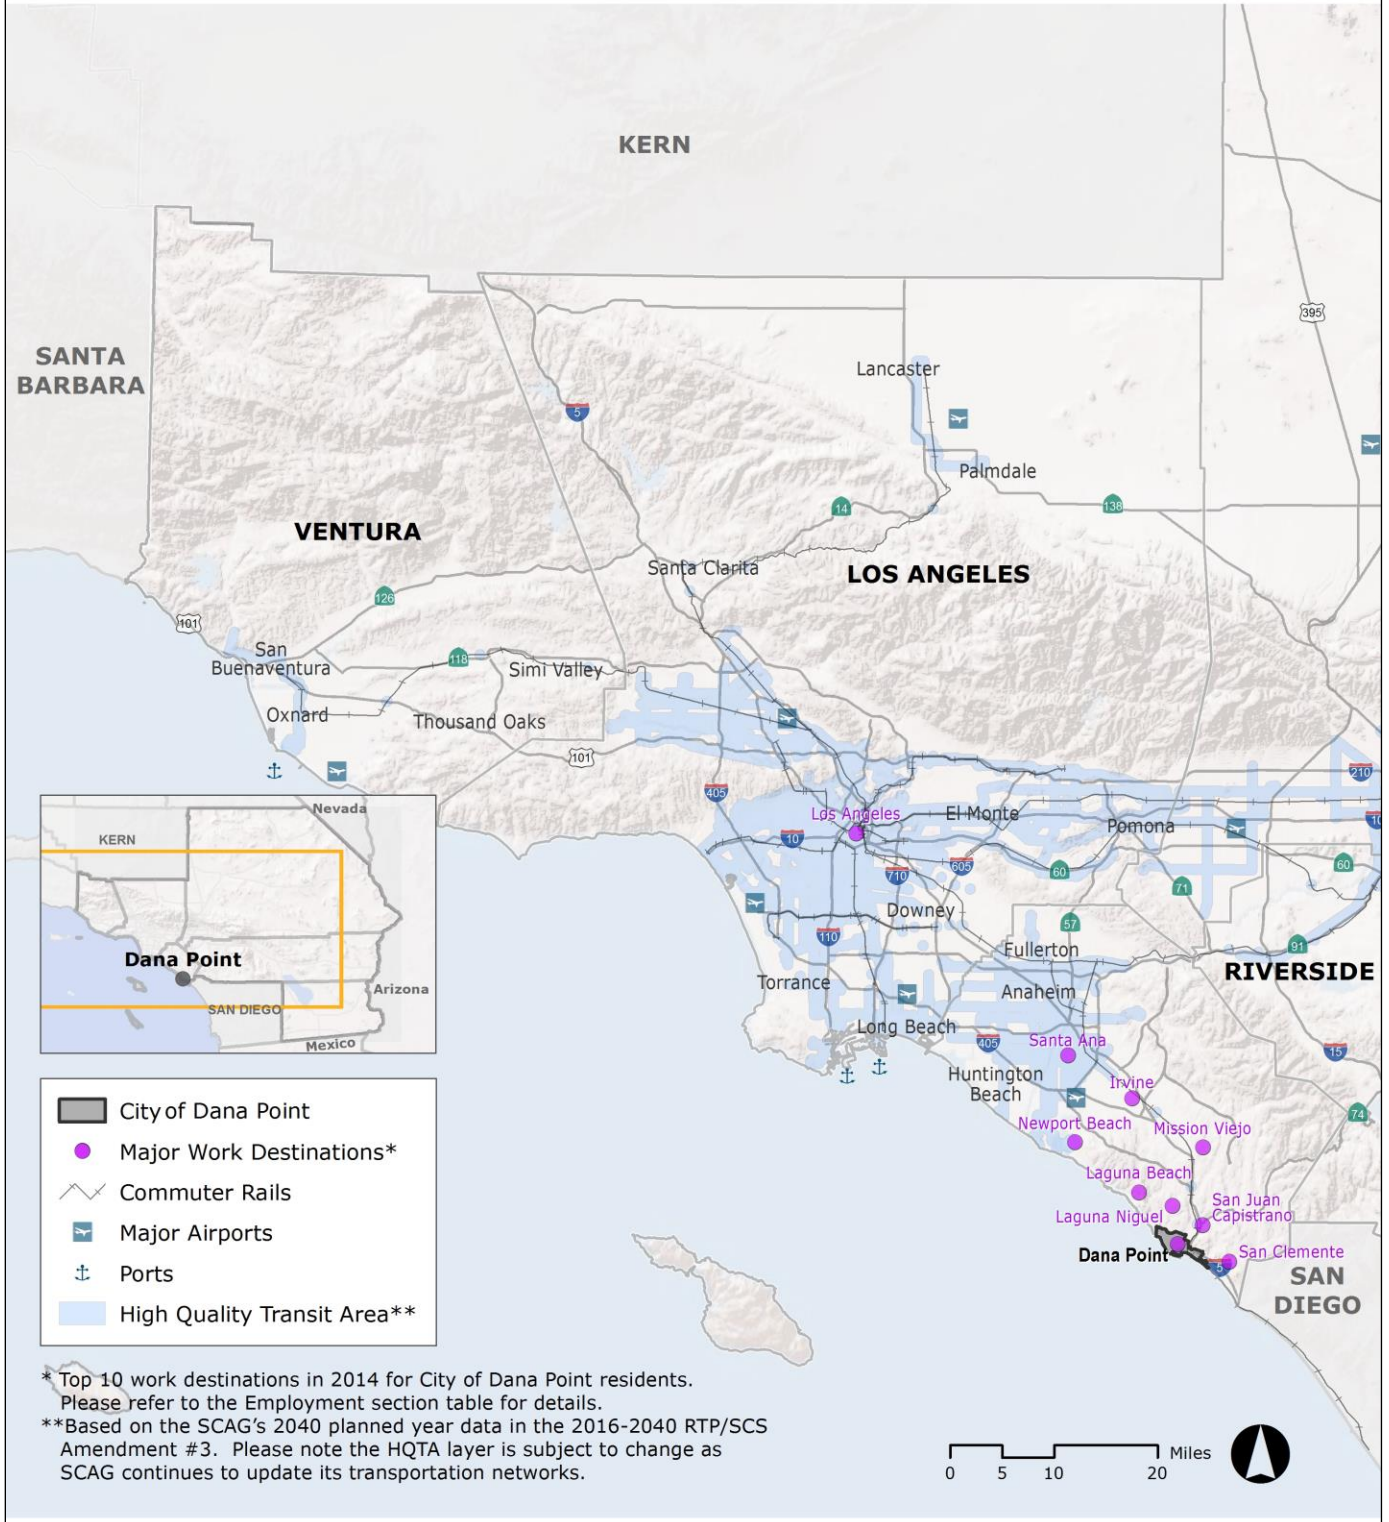 KERN
SANTA
BARBARA
395
Lancaster
5
Palmdale
14
138
VENTURA
Santa Clarita
LOS ANGELES
126
101
San
Buenaventura
118
Simi Valley
Oxnard
Thousand Oaks
101
405
210
Los Angeles
El Monte
Pomona
10
10
605
60
60
710
71
Downey
57
110
Fullerton
91
RIVERSIDE
Torrance
Anaheim
Long Beach
405
Santa Ana
15
Huntington
Beach
Irvine
74
Newport Beach
Mission Viejo
Laguna Beach
San Juan
Capistrano
Laguna Niguel
Dana Point
San Clemente
5
SAN
DIEGO
Nevada
KERN
Dana Point
Arizona
SAN DIEGO
Mexico
City of Dana Point
Major Work Destinations*
Commuter Rails
Major Airports
Ports
High Quality Transit Area**
* Top 10 work destinations in 2014 for City of Dana Point residents.
Please refer to the Employment section table for details.
**Based on the SCAG's 2040 planned year data in the 2016-2040 RTP/SCS
Amendment #3. Please note the HQTA layer is subject to change as
SCAG continues to update its transportation networks.
Miles
0 5 10 20